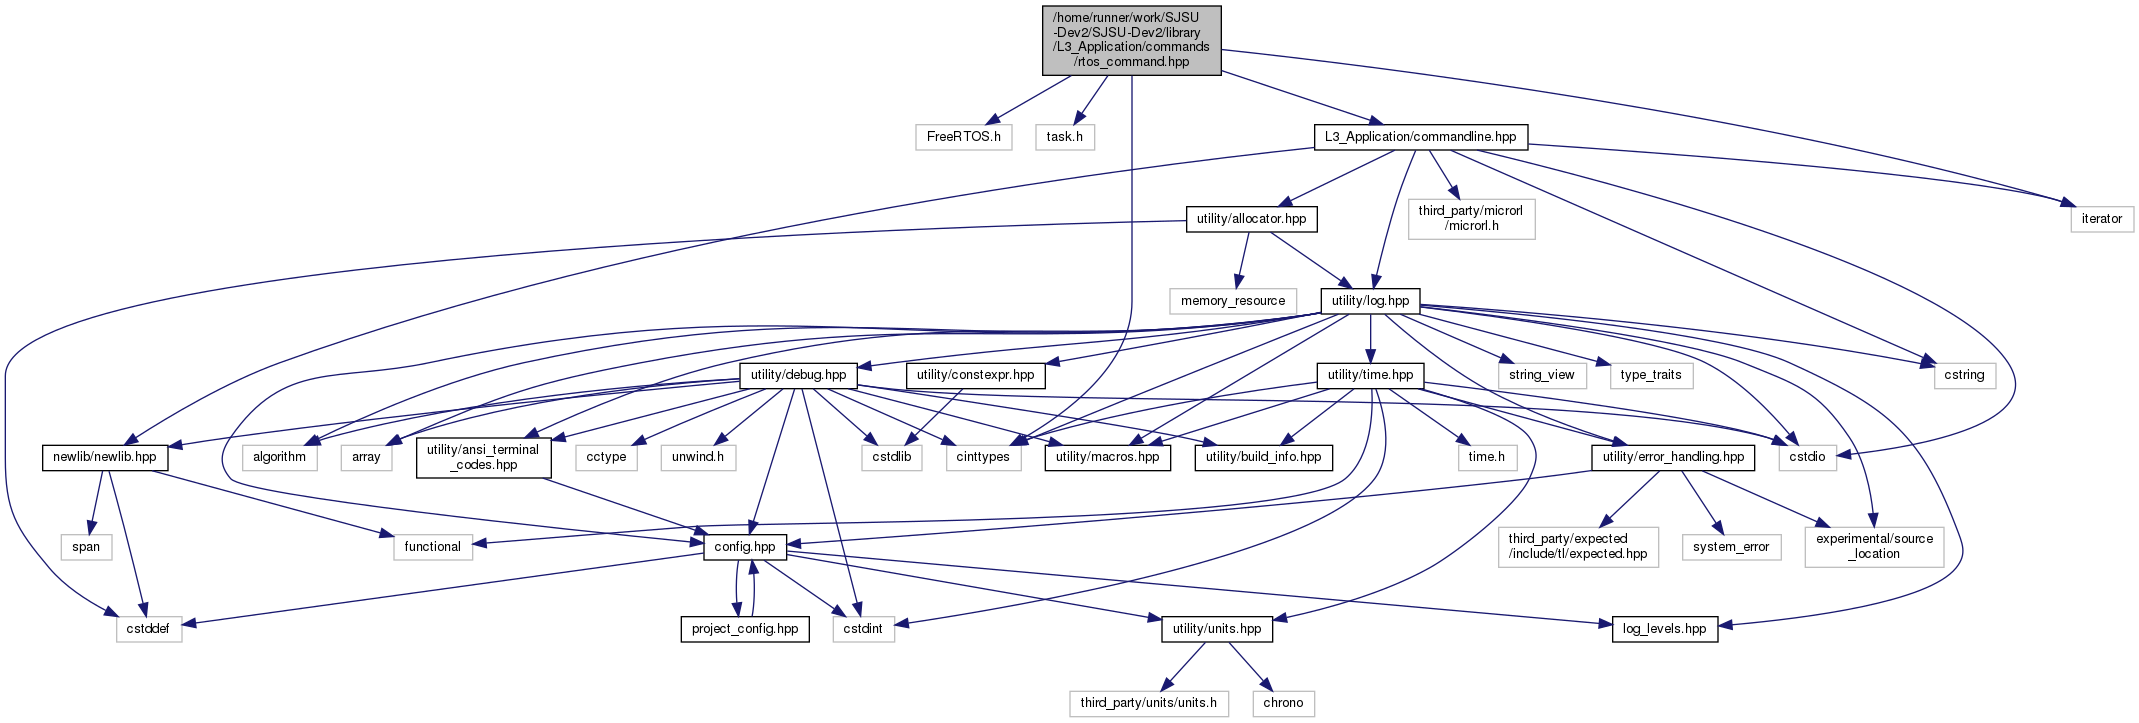 /home/runner/work/SJSU
-Dev2/SJSU-Dev2/library
/L3_Application/commands
/rtos_command.hpp
FreeRTOS.h
task.h
L3_Application/commandline.hpp
utility/allocator.hpp
third_party/microrl
/microrl.h
iterator
memory_resource
utility/log.hpp
utility/debug.hpp
utility/constexpr.hpp
utility/time.hpp
string_view
type_traits
cstring
newlib/newlib.hpp
algorithm
array
utility/ansi_terminal
_codes.hpp
cctype
unwind.h
cstdlib
cinttypes
utility/macros.hpp
utility/build_info.hpp
time.h
utility/error_handling.hpp
cstdio
span
functional
config.hpp
third_party/expected
/include/tl/expected.hpp
system_error
experimental/source
_location
cstddef
project_config.hpp
cstdint
utility/units.hpp
log_levels.hpp
third_party/units/units.h
chrono